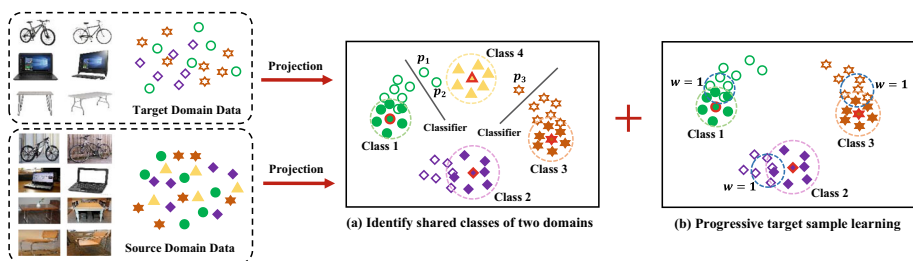 Target Domain Data
Source Domain Data
Projection
Projection
p1
p2
p3
Class 4
Classifier
Classifier
Class 1
Class 3
Class 2
(a) Identify shared classes of two domains
+
w = 1
w = 1
Class 1
Class 3
w = 1
Class 2
(b) Progressive target sample learning